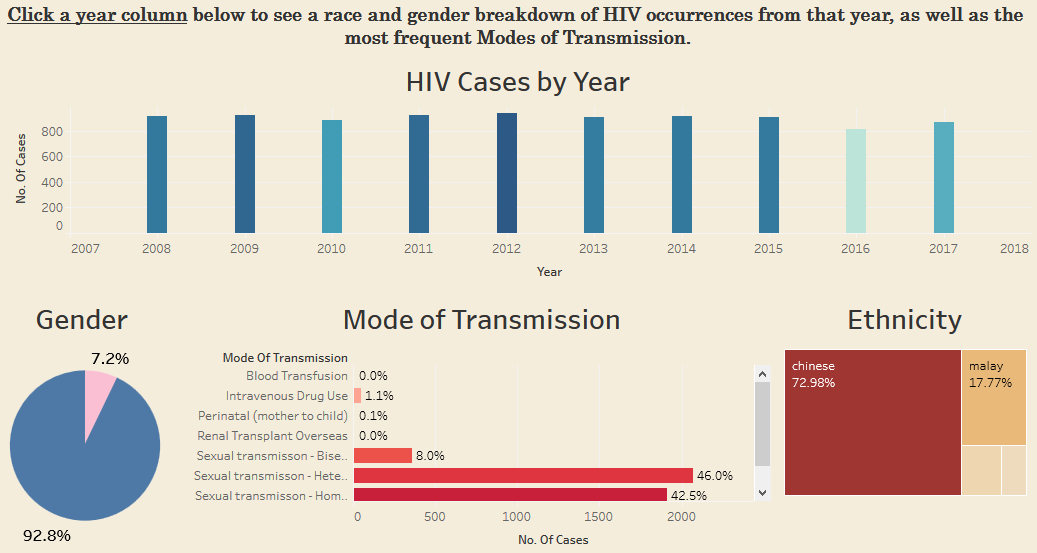 Click a year column below to see a race and gender breakdown of HIV occurrences from that year, as well as the
most frequent Modes of Transmission.
HIV Cases by Year
No. Of Cases
800
600
400
200
0
2007 2008 2009 2010 2011 2012 2013 2014 2015 2016 2017 2018
Year
Gender
7.2%
92.8%
Mode of Transmission
Mode Of Transmission
Blood Transfusion 0.0%
Intravenous Drug Use 1.1%
Perinatal (mother to child) 0.1%
Renal Transplant Overseas 0.0%
Sexual transmisson - Bise.. 8.0%
Sexual transmisson - Hete.. 46.0%
Sexual transmisson - Hom.. 42.5%
0 500 1000 1500 2000
No. Of Cases
Ethnicity
chinese
72.98%
malay
17.77%